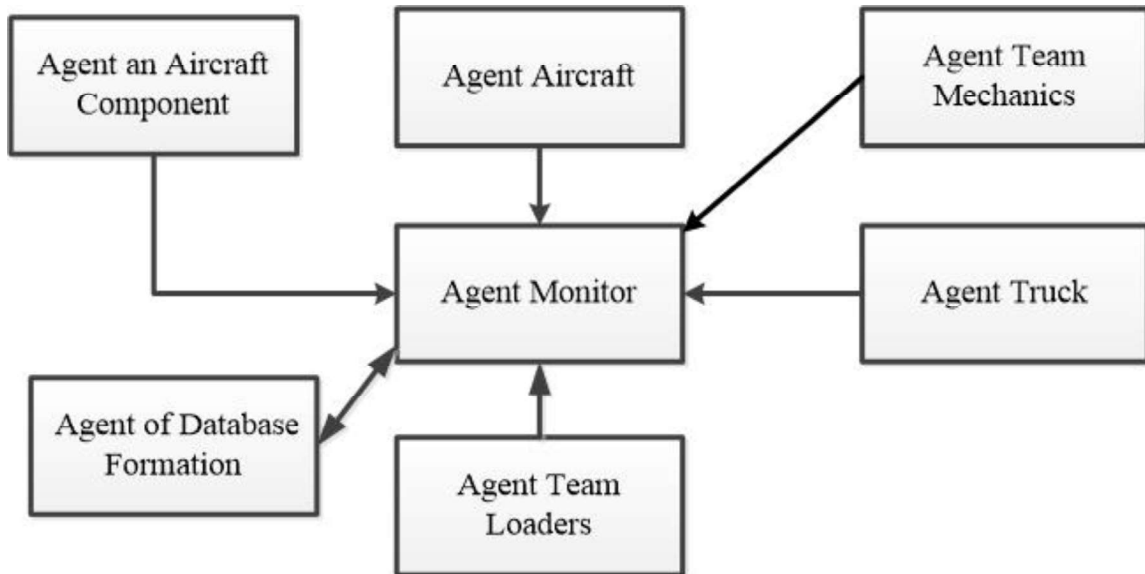 Agent an Aircraft
Component
Agent Aircraft
Agent Team
Mechanics
Agent Monitor
Agent Truck
Agent of Database
Formation
Agent Team
Loaders